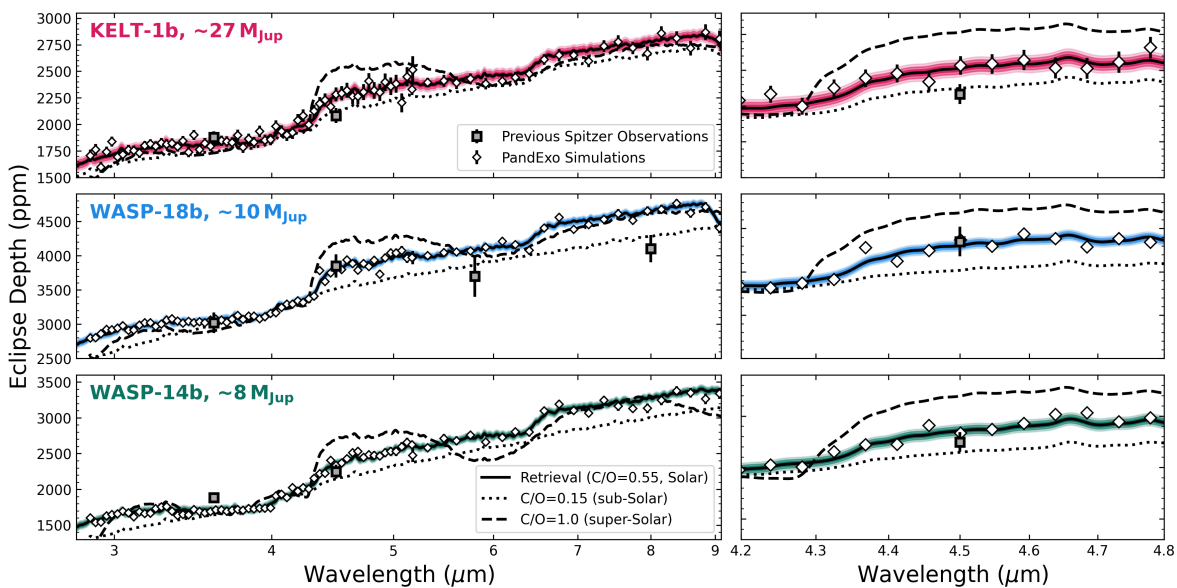 Eclipse Depth (ppm)
KELT-1b, ~27 MJup
3000
2750
2500
2250
2000
1750
1500
Previous Spitzer Observations
PandExo Simulations
WASP-18b, ~10 MJup
4500
4000
3500
3000
2500
WASP-14b, ~8 MJup
3500
3000
2500
2000
1500
Retrieval (C/O=0.55, Solar)
C/O=0.15 (sub-Solar)
C/O=1.0 (super-Solar)
3 4 5 6 7 8 9
4.2 4.3 4.4 4.5 4.6 4.7 4.8
Wavelength (μm)
Wavelength (μm)